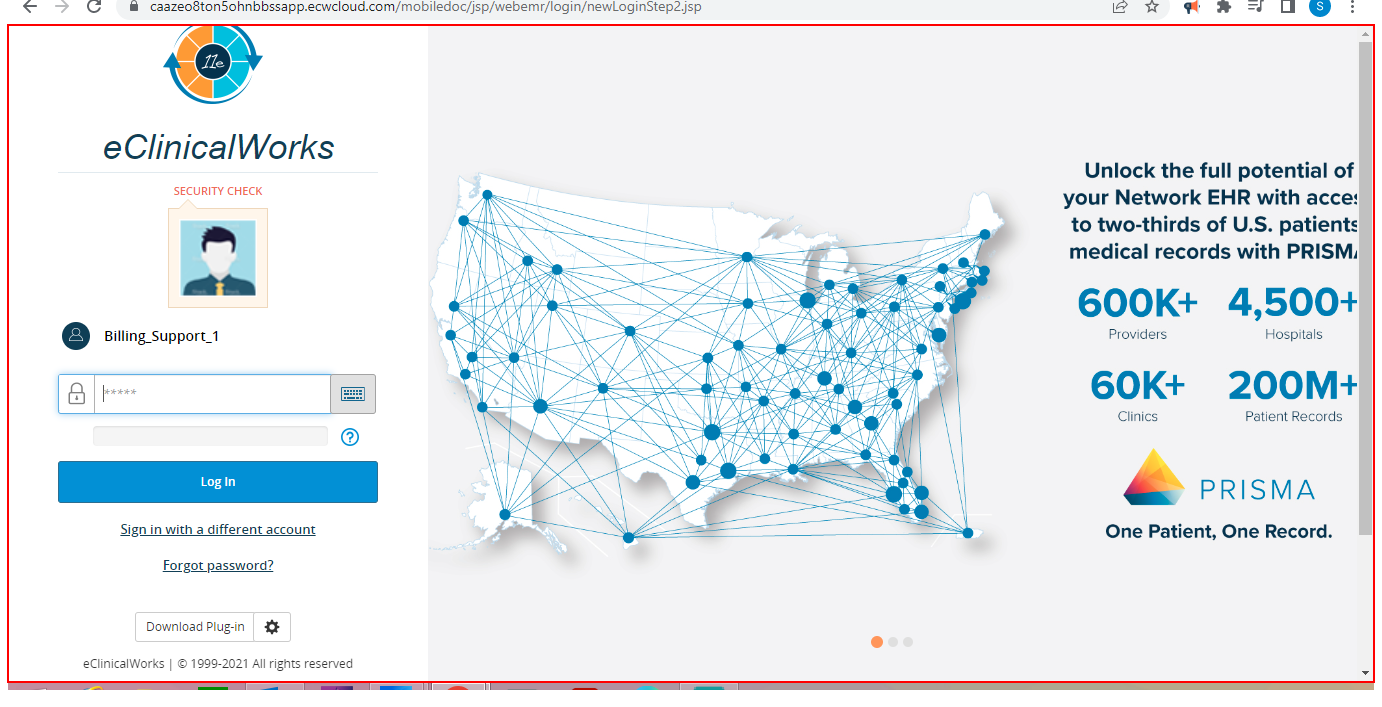 caazeo8ton5ohnbbssapp.ecwcloud.com/mobiledoc/jsp/webemr/login/newLoginStep2.jsp
S
11e
eClinicalWorks
SECURITY CHECK
Billing_Support_1
*****
Log In
Sign in with a different account
Forgot password?
Download Plug-in
eClinicalWorks | © 1999-2021 All rights reserved
Unlock the full potential of
your Network EHR with acces
to two-thirds of U.S. patients
medical records with PRISMA
600K+
4,500+
Providers
Hospitals
60K+
200M+
Clinics
Patient Records
PRISMA
One Patient, One Record.